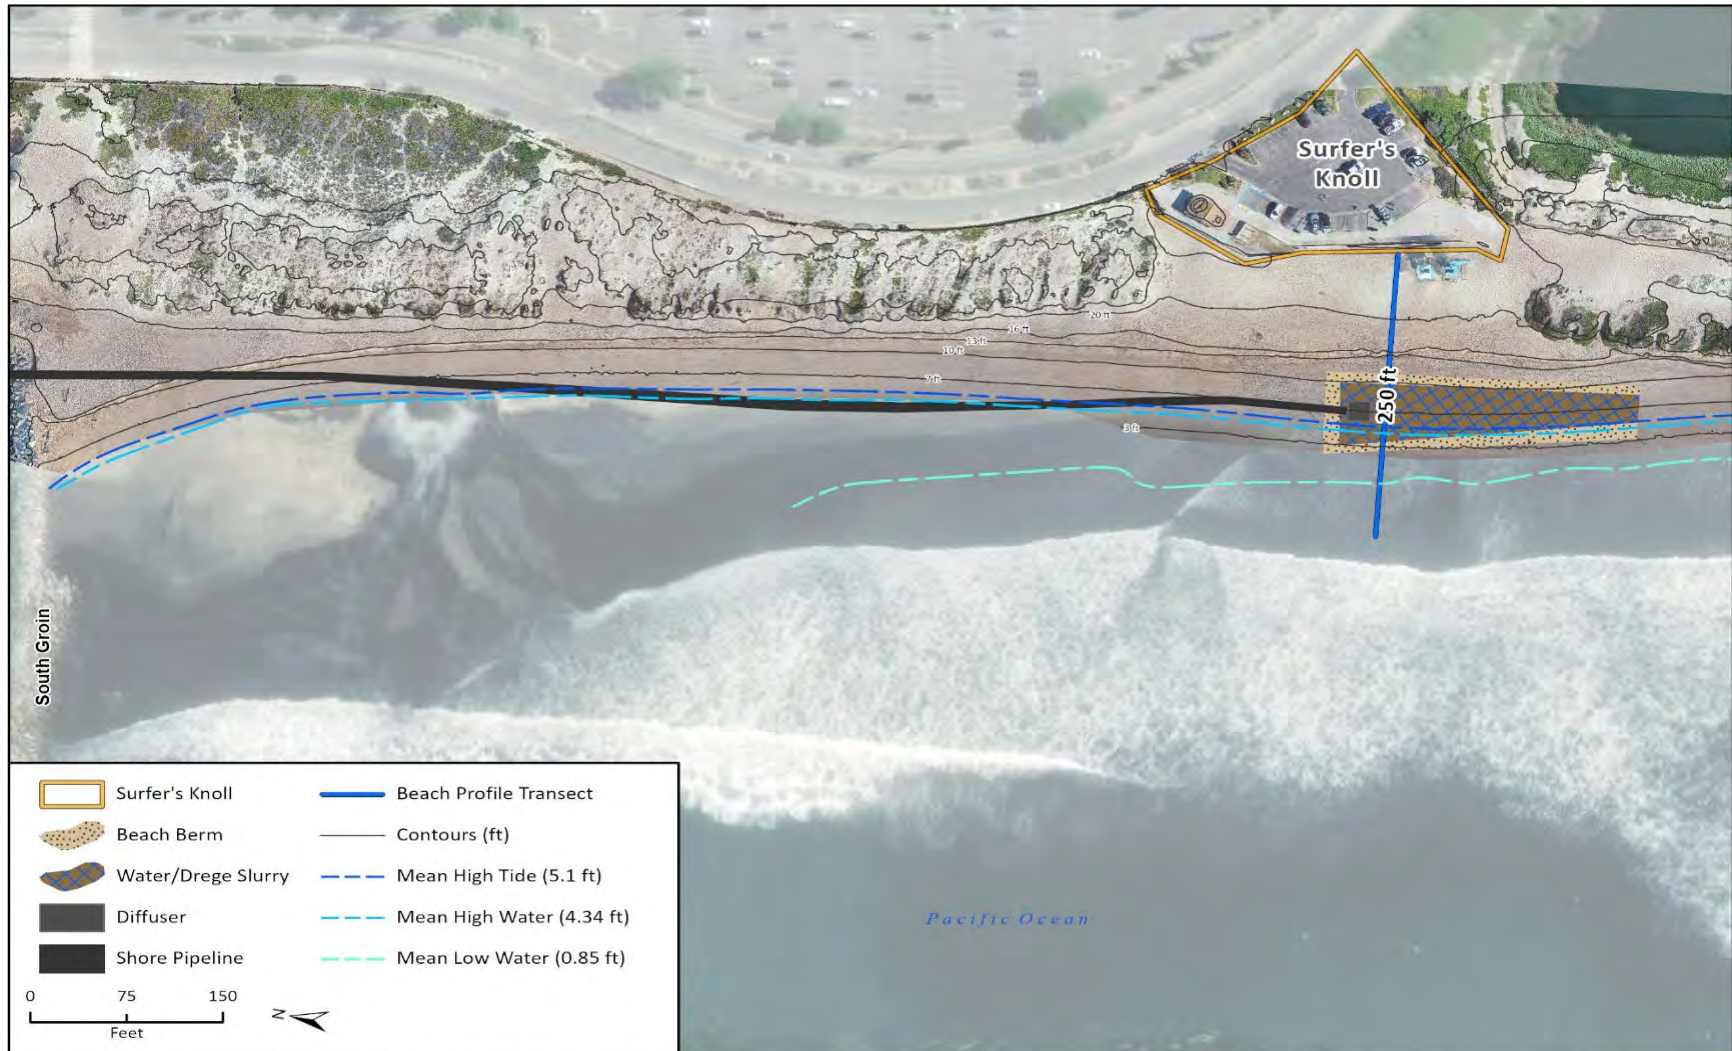 Surfer's
Knoll
20 ft
16 ft
13 ft
10 ft
7 ft
3 ft
250 ft
South Groin
Pacific Ocean
Surfer's Knoll
Beach Berm
Water/Drege Slurry
Diffuser
Shore Pipeline
Beach Profile Transect
Contours (ft)
Mean High Tide (5.1 ft)
Mean High Water (4.34 ft)
Mean Low Water (0.85 ft)
0 75 150
Feet
N